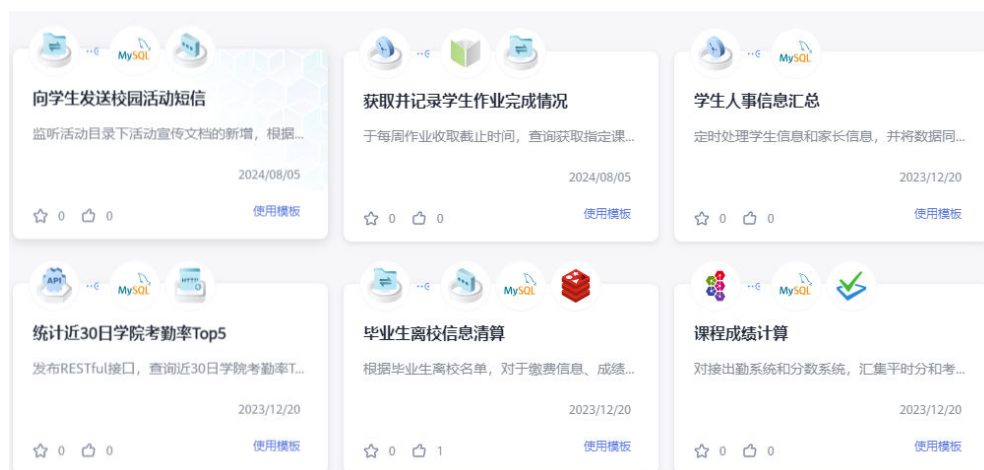 MySQL
向学生发送校园活动短信
监听活动目录下活动宣传文档的新增，根据...
2024/08/05
0 0 使用模板
获取并记录学生作业完成情况
于每周作业收取截止时间，查询获取指定课...
2024/08/05
0 0 使用模板
MySQL
学生人事信息汇总
定时处理学生信息和家长信息，并将数据同...
2023/12/20
0 0 使用模板
API MySQL HTTP
统计近30日学院考勤率Top5
发布RESTful接口，查询近30日学院考勤率T...
2023/12/20
0 0 使用模板
MySQL
毕业生离校信息清算
根据毕业生离校名单，对于缴费信息、成绩...
2023/12/20
0 1 使用模板
MySQL
课程成绩计算
对接出勤系统和分数系统，汇集平时分和考...
2023/12/20
0 0 使用模板